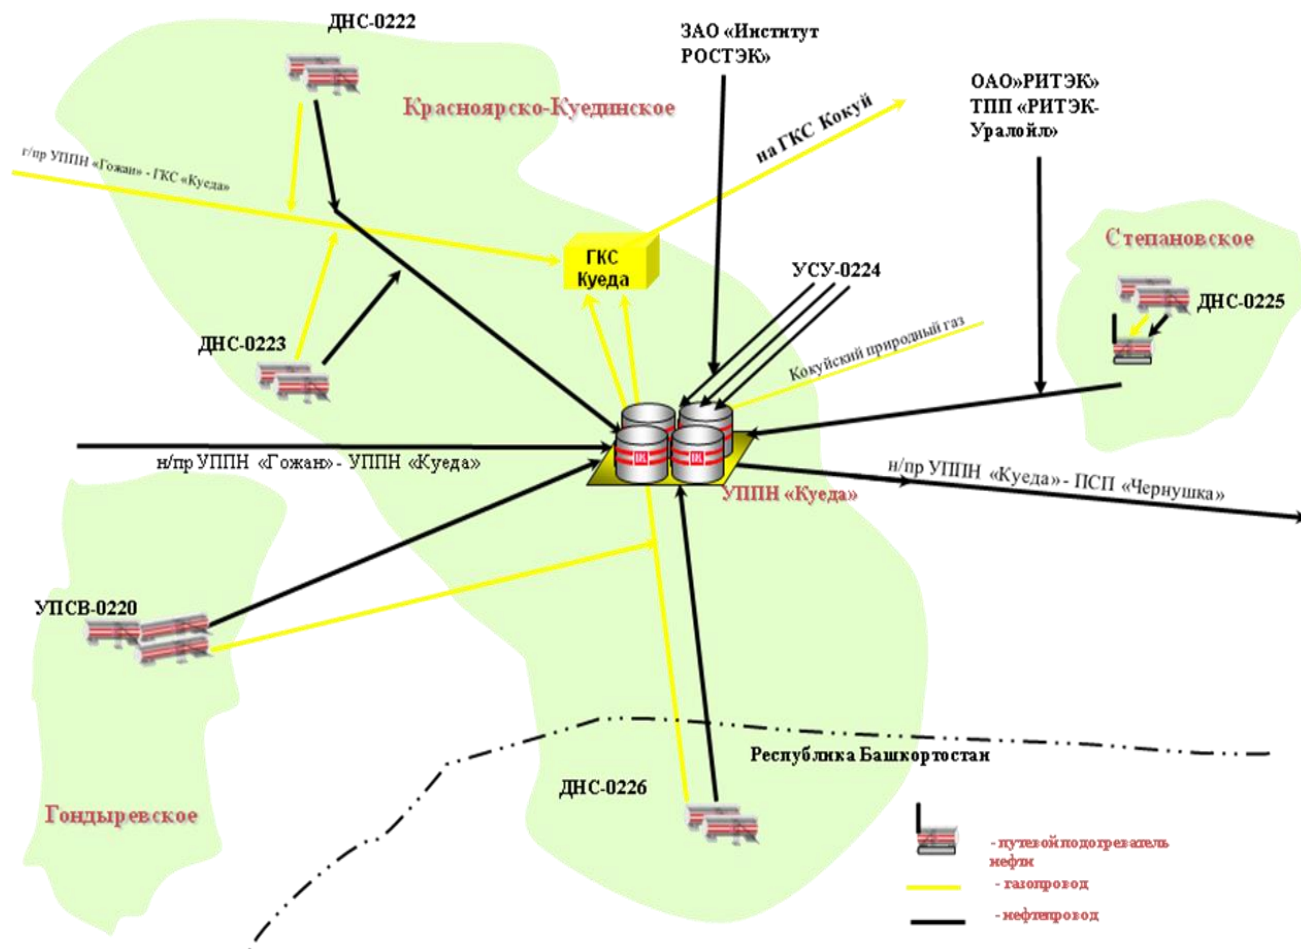 ДНС-0222
ЗАО «Институт
РОСТЭК»
ОАО»РИТЭК»
ТПП «РИТЭК-
Уралойл»
Красноярско-Куединское
на ГКС Кокуй
г/пр УППН «Гожан» - ГКС «Куеда»
Степановское
ГКС
Куеда
УСУ-0224
ДНС-0225
ДНС-0223
Кокуйский природный газ
н/пр УППН «Гожан» - УППН «Куеда»
н/пр УППН «Куеда» - ПСП «Чернушка»
УППН «Куеда»
УПСВ-0220
Республика Башкортостан
ДНС-0226
Гондыревское
- путевой подогреватель
нефти
- газопровод
- нефтепровод